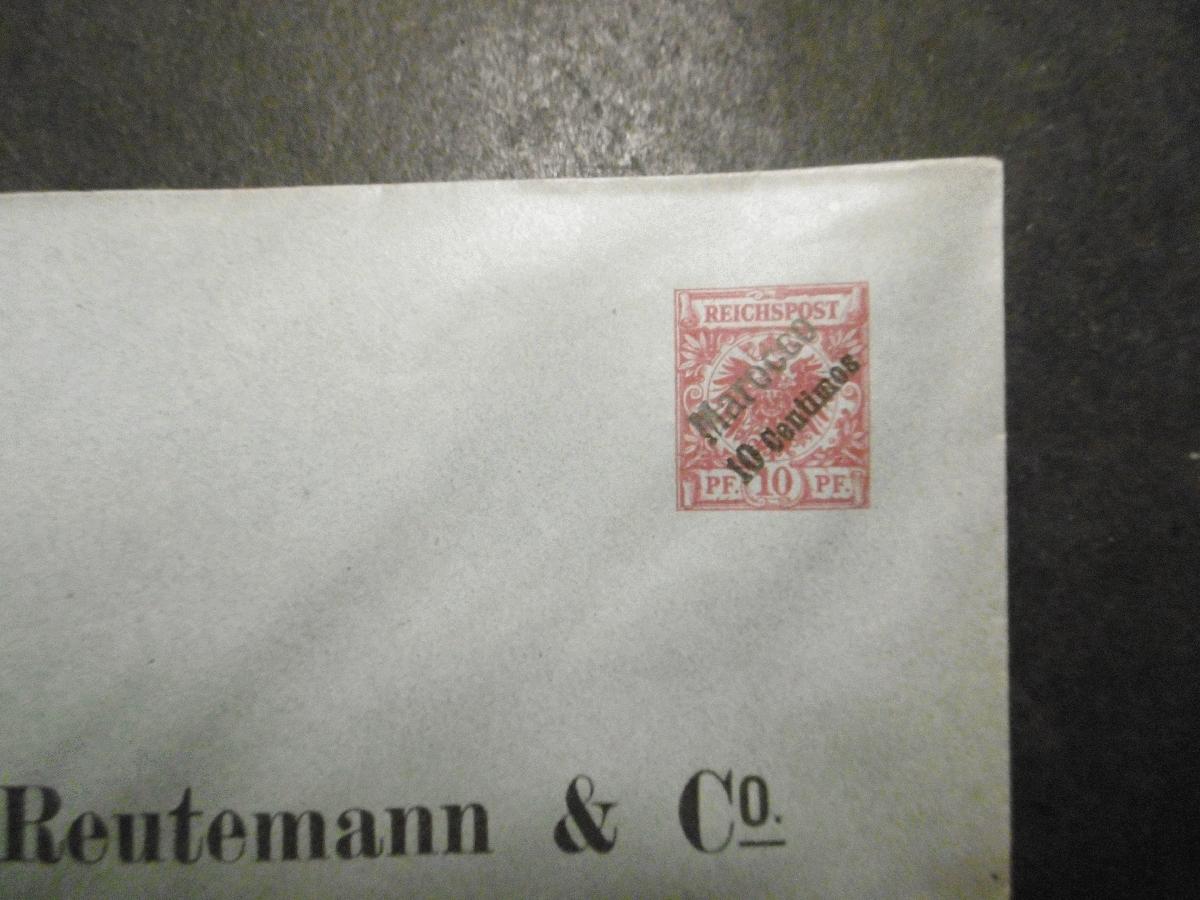 REICHSPOST
Marocco
10 Centimos
PF. 10 PF.
Reutemann & Co.